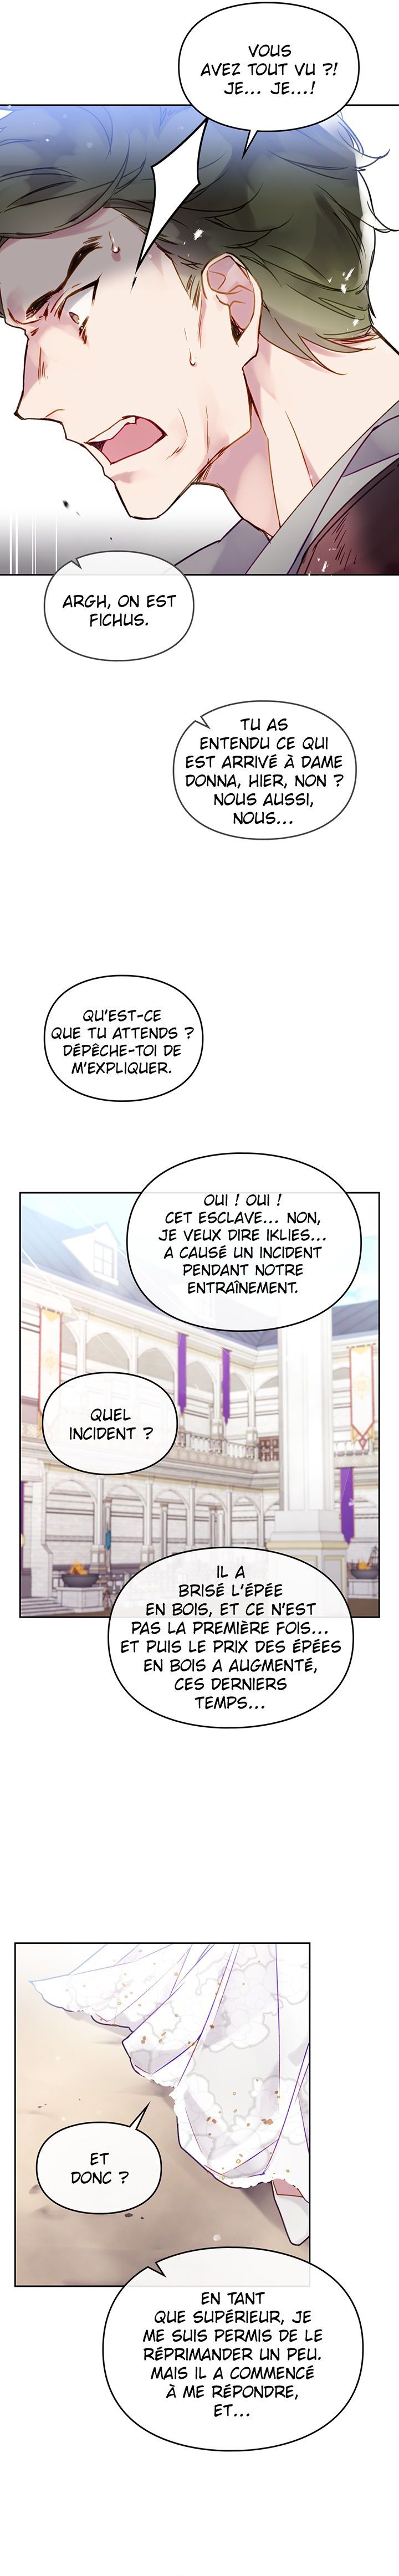 VOUS
AVEZ TOUT VU ?!
JE... JE...!
ARGH, ON EST
FICHUS.
TU AS
ENTENDU CE QUI
EST ARRIVÉ À DAME
DONNA, HIER, NON ?
NOUS AUSSI,
NOUS...
QU'EST-CE
QUE TU ATTENDS ?
DÉPÊCHE-TOI DE
M'EXPLIQUER.
OUI ! OUI !
CET ESCLAVE... NON,
JE VEUX DIRE IKLIES...
A CAUSÉ UN INCIDENT
PENDANT NOTRE
ENTRAÎNEMENT.
QUEL
INCIDENT ?
IL A
BRISÉ L'ÉPÉE
EN BOIS, ET CE N'EST
PAS LA PREMIÈRE FOIS...
ET PUIS LE PRIX DES ÉPÉES
EN BOIS A AUGMENTÉ,
CES DERNIERS
TEMPS...
ET
DONC ?
EN TANT
QUE SUPÉRIEUR, JE
ME SUIS PERMIS DE LE
RÉPRIMANDER UN PEU.
MAIS IL A COMMENCÉ
À ME RÉPONDRE,
ET...